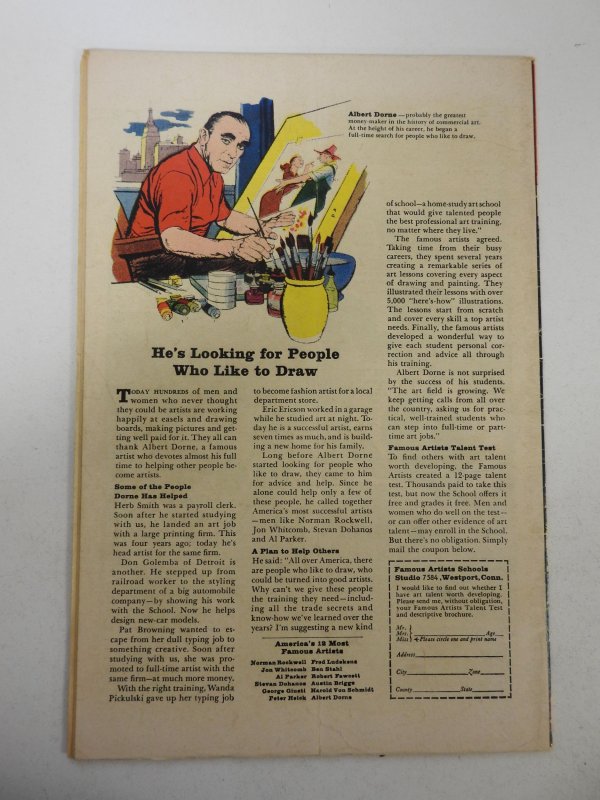 Albert Dorne—probably the greatest
money-maker in the history of commercial art.
At the height of his career, he began a
full-time search for people who like to draw.
He's Looking for People
Who Like to Draw
TODAY HUNDREDS of men and
women who never thought
they could be artists are working
happily at easels and drawing
boards, making pictures and get-
ting well paid for it. They all can
thank Albert Dorne, a famous
artist who devotes almost his full
time to helping other people be-
come artists.
Some of the People
Dorne Has Helped
Herb Smith was a payroll clerk.
Soon after he started studying
with us, he landed an art job
with a large printing firm. This
was four years ago; today he's
head artist for the same firm.
Don Golemba of Detroit is
another. He stepped up from
railroad worker to the styling
department of a big automobile
company—by showing his work
with the School. Now he helps
design new-car models.
Pat Browning wanted to es-
cape from her dull typing job to
something creative. Soon after
studying with us, she was pro-
moted to full-time artist with the
same firm—at much more money.
With the right training, Wanda
Pickulski gave up her typing job
to become fashion artist for a local
department store.
Eric Ericson worked in a garage
while he studied art at night. To-
day he is a successful artist, earns
seven times as much, and is build-
ing a new home for his family.
Long before Albert Dorne
started looking for people who
like to draw, they came to him
for advice and help. Since he
alone could help only a few of
these people, he called together
America's most successful artists
—men like Norman Rockwell,
Jon Whitcomb, Stevan Dohanos
and Al Parker.
A Plan to Help Others
He said: "All over America, there
are people who like to draw, who
could be turned into good artists.
Why can't we give these people
the training they need—includ-
ing all the trade secrets and
know-how we've learned over the
years? I'm suggesting a new kind
America's 12 Most
Famous Artists
Norman Rockwell Fred Ludekens
Jon Whitcomb Ben Stahl
Al Parker Robert Fawcett
Stevan Dohanos Austin Briggs
George Giusti Harold Von Schmidt
Peter Helck Albert Dorne
of school—a home-study art school
that would give talented people
the best professional art training,
no matter where they live."
The famous artists agreed.
Taking time from their busy
careers, they spent several years
creating a remarkable series of
art lessons covering every aspect
of drawing and painting. They
illustrated their lessons with over
5,000 "here's-how" illustrations.
The lessons start from scratch
and cover every skill a top artist
needs. Finally, the famous artists
developed a wonderful way to
give each student personal cor-
rection and advice all through
his training.
Albert Dorne is not surprised
by the success of his students.
"The art field is growing. We
keep getting calls from all over
the country, asking us for prac-
tical, well-trained students who
can step into full-time or part-
time art jobs."
Famous Artists Talent Test
To find others with art talent
worth developing, the Famous
Artists created a 12-page talent
test. Thousands paid to take this
test, but now the School offers it
free and grades it free. Men and
women who do well on the test—
or can offer other evidence of art
talent—may enroll in the School.
But there's no obligation. Simply
mail the coupon below.
Famous Artists Schools
Studio 7384, Westport, Conn.
I would like to find out whether I
have art talent worth developing.
Please send me, without obligation,
your Famous Artists Talent Test
and descriptive brochure.
Mr.
Mrs. Age
Miss Please circle one and print name
Address
City Zone
County State